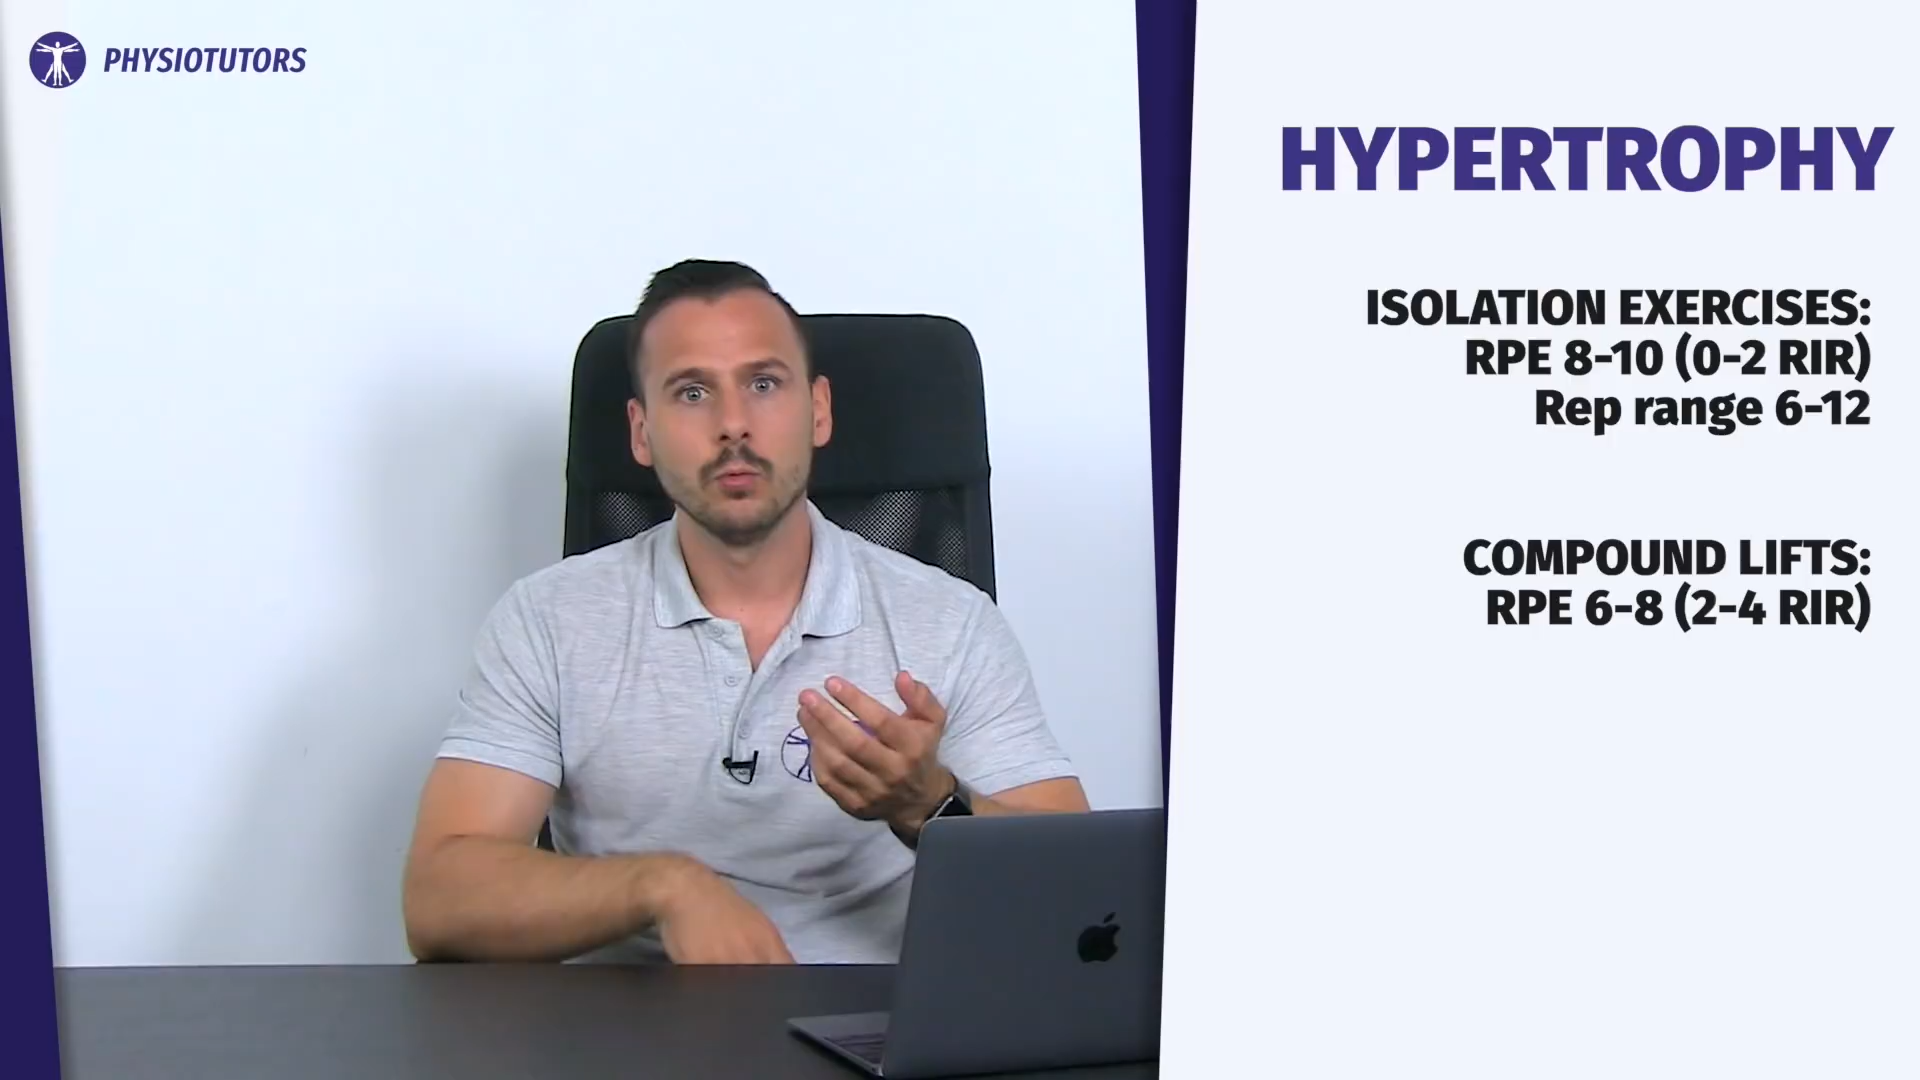 PHYSIOTUTORS
HYPERTROPHY
ISOLATION EXERCISES:
RPE 8-10 (0-2 RIR)
Rep range 6-12
COMPOUND LIFTS:
RPE 6-8 (2-4 RIR)